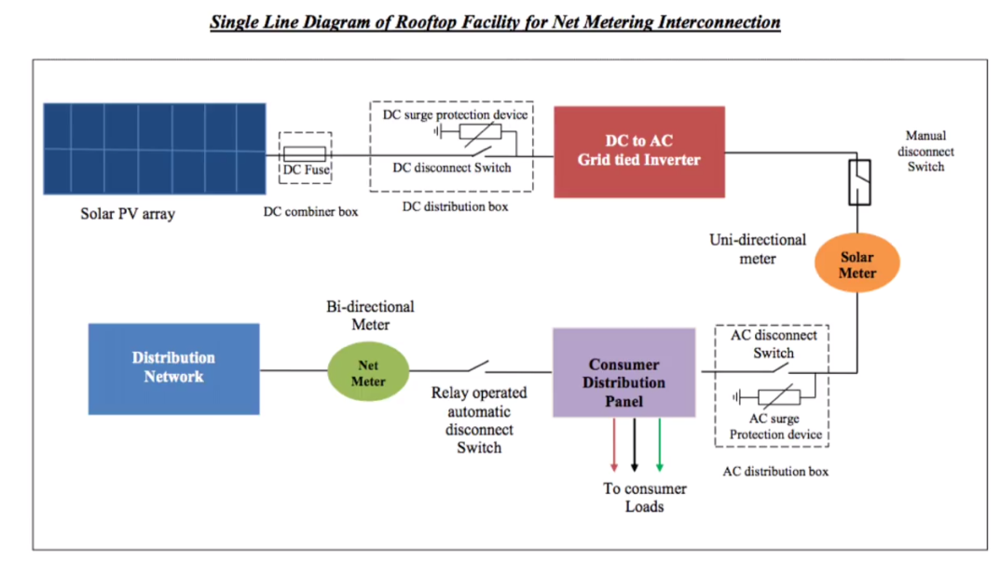 Single Line Diagram of Rooftop Facility for Net Metering Interconnection
DC surge protection device
DC Fuse
DC disconnect Switch
Solar PV array
DC combiner box
DC distribution box
DC to AC
Grid tied Inverter
Manual
disconnect
Switch
Uni-directional
meter
Solar
Meter
Bi-directional
Meter
Distribution
Network
Net
Meter
Relay operated
automatic
disconnect
Switch
Consumer
Distribution
Panel
AC disconnect
Switch
AC surge
Protection device
AC distribution box
To consumer
Loads